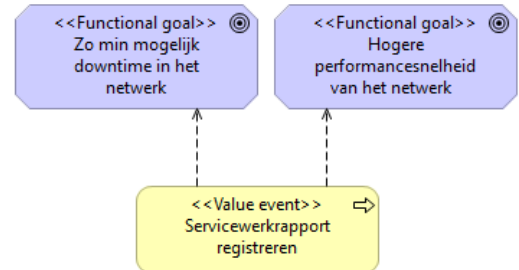 <<Functional goal>>
Zo min mogelijk
downtime in het
netwerk
<<Functional goal>>
Hogere
performancesnelheid
van het netwerk
<<Value event>>
Servicewerkrapport
registreren